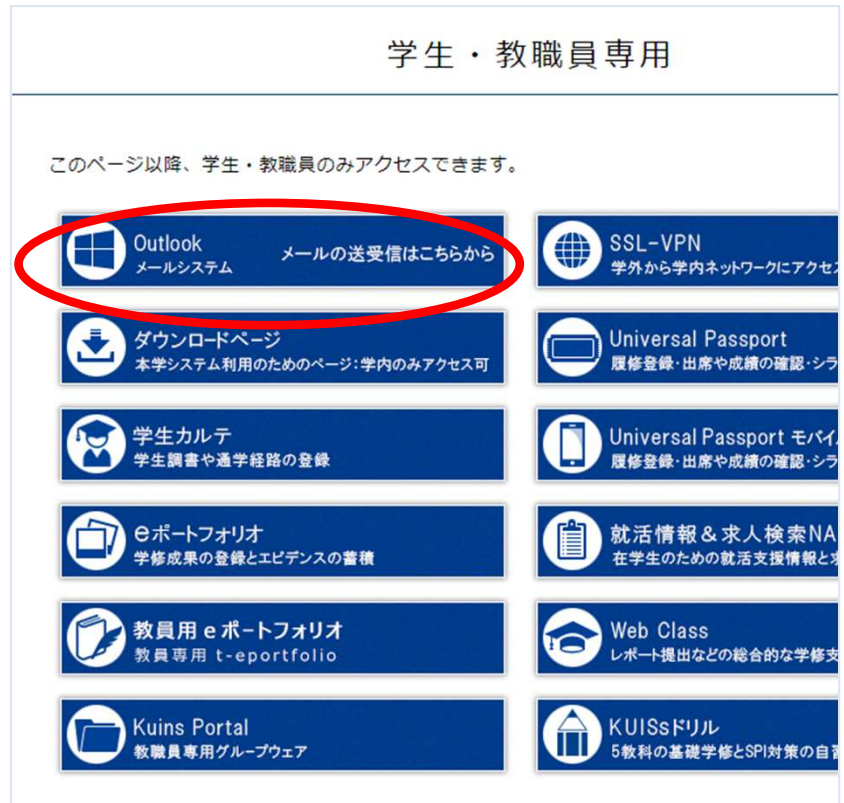 学生・教職員専用
このページ以降、学生・教職員のみアクセスできます。
Outlook
メールシステム
メールの送受信はこちらから
SSL-VPN
学外から学内ネットワークにアクセス
ダウンロードページ
本学システム利用のためのページ:学内のみアクセス可
Universal Passport
履修登録・出席や成績の確認・シラ
学生カルテ
学生調書や通学経路の登録
Universal Passport モバイ
履修登録・出席や成績の確認・シラ
eポートフォリオ
学修成果の登録とエビデンスの蓄積
就活情報&求人検索NA
在学生のための就活支援情報と
教員用 e ポートフォリオ
教員専用 t-eportfolio
Web Class
レポート提出などの総合的な学修支
Kuins Portal
教職員専用グループウェア
KUISsドリル
5教科の基礎学修とSPI対策の自